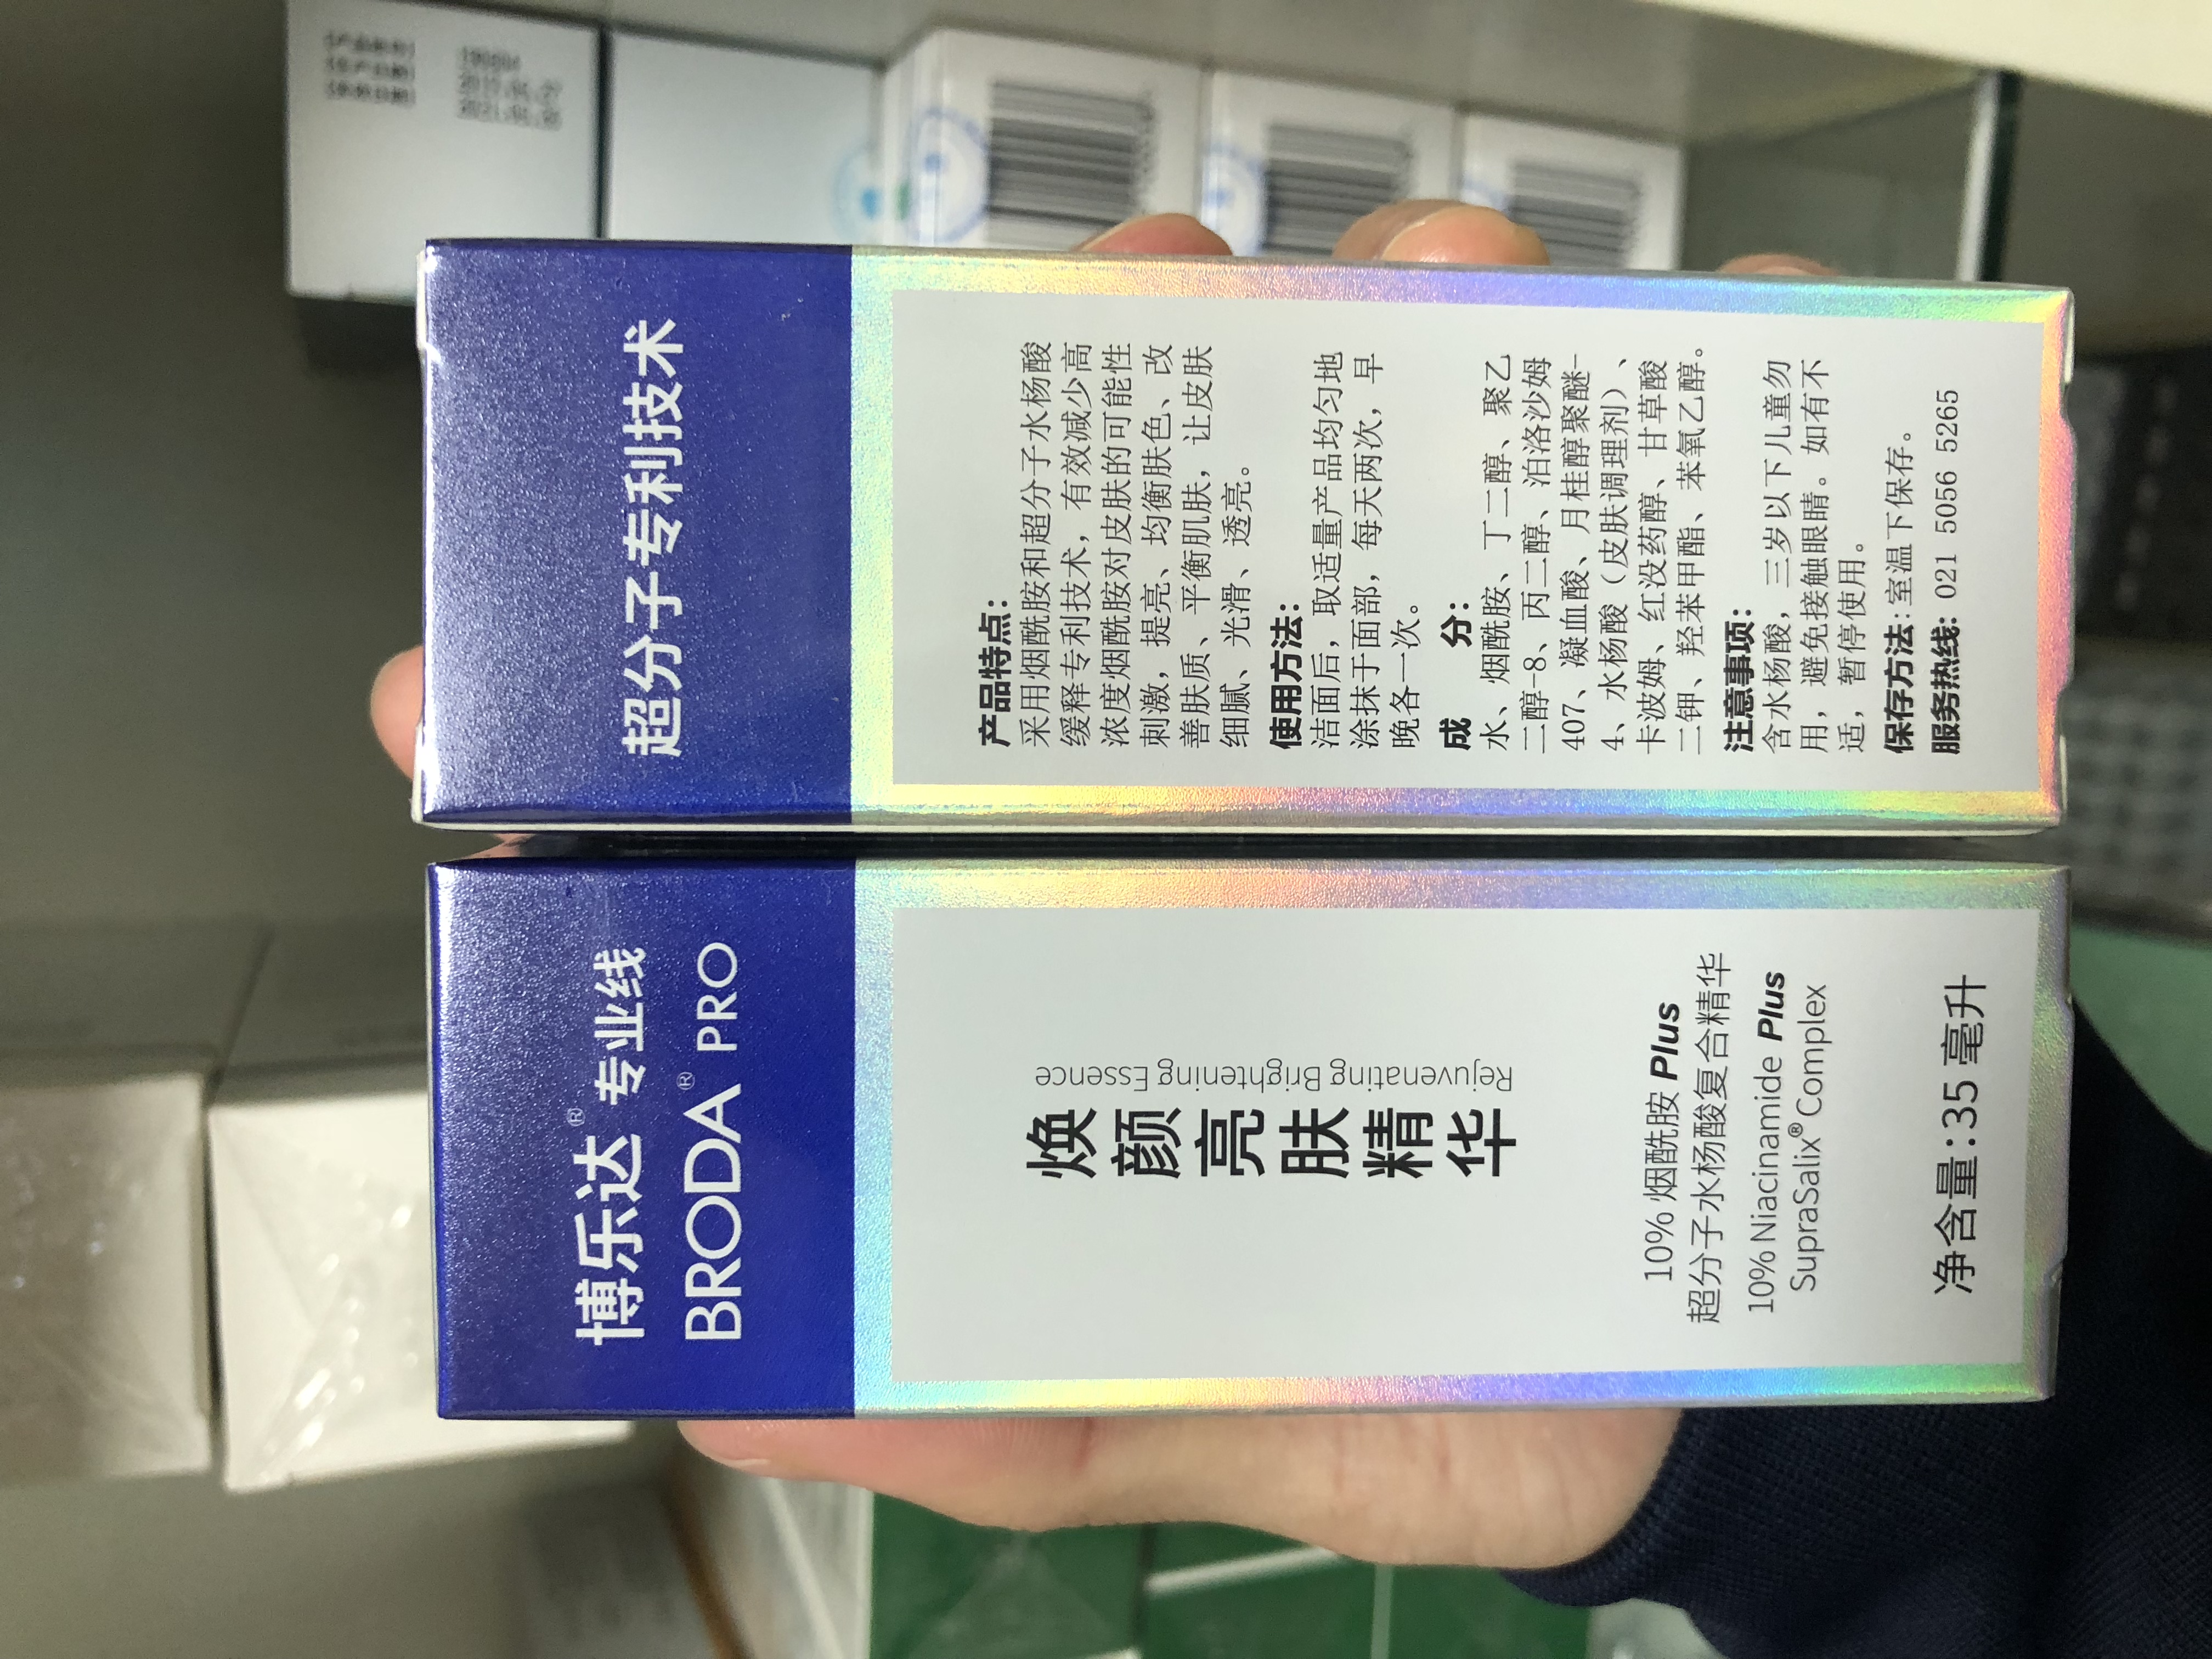 博乐达® 专业线
BRODA® PRO
焕颜亮肤精华
Rejuvenating Brightening Essence
10% 烟酰胺 Plus
超分子水杨酸复合精华
10% Niacinamide Plus
SupraSalix® Complex
净含量:35 毫升
超分子专利技术
产品特点:
采用烟酰胺和超分子水杨酸
缓释专利技术，有效减少高
浓度烟酰胺对皮肤的可能性
刺激，提亮、均衡肤色、改
善肤质、平衡肌肤，让皮肤
细腻、光滑、透亮。
使用方法:
洁面后，取适量产品均匀地
涂抹于面部，每天两次，早
晚各一次。
成 分:
水、烟酰胺、丁二醇、聚乙
二醇-8、丙二醇、泊洛沙姆
407、凝血酸、月桂醇聚醚-
4、水杨酸（皮肤调理剂）、
卡波姆、红没药醇、甘草酸
二钾、羟苯甲酯、苯氧乙醇。
注意事项:
含水杨酸，三岁以下儿童勿
用，避免接触眼睛。如有不
适，暂停使用。
保存方法:室温下保存。
服务热线: 021 5056 5265